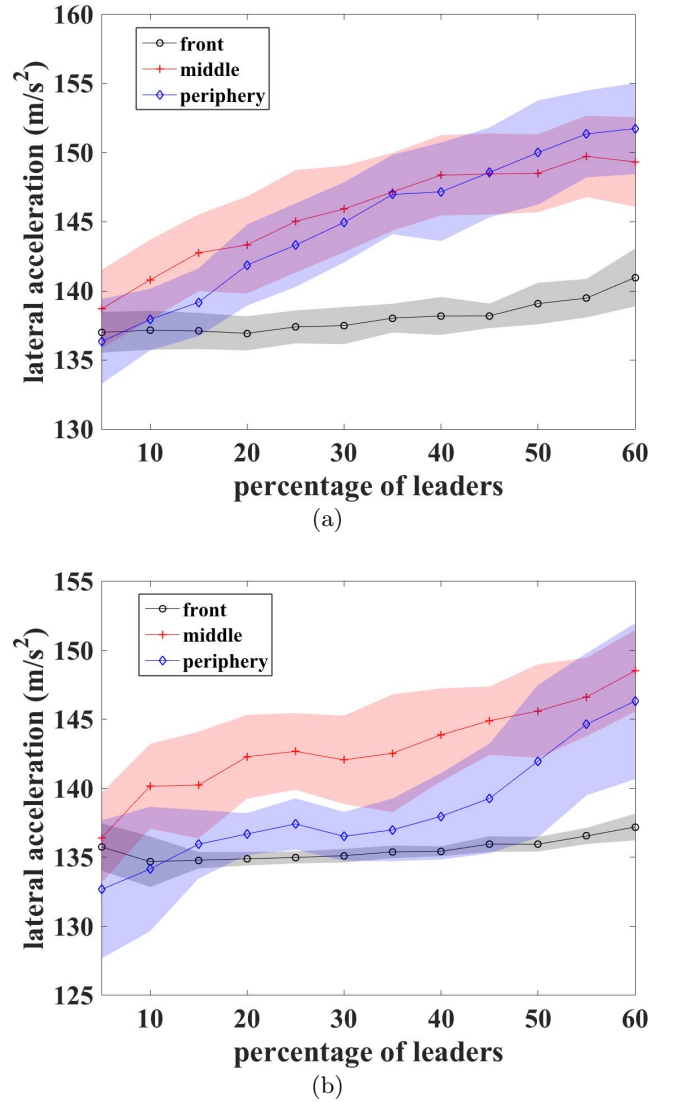 160
155
150
145
140
135
130
lateral acceleration (m/s²)
front
middle
periphery
10 20 30 40 50 60
percentage of leaders
(a)
155
150
145
140
135
130
125
lateral acceleration (m/s²)
front
middle
periphery
10 20 30 40 50 60
percentage of leaders
(b)